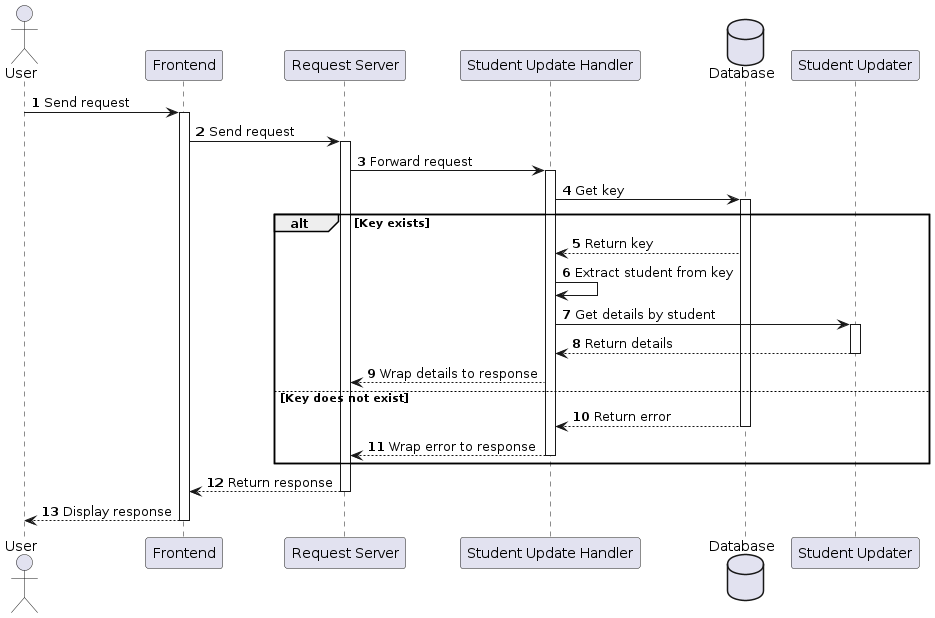 User
Frontend
Request Server
Student Update Handler
Database
Student Updater
1 Send request
2 Send request
3 Forward request
4 Get key
alt [Key exists]
5 Return key
6 Extract student from key
7 Get details by student
8 Return details
9 Wrap details to response
[Key does not exist]
10 Return error
11 Wrap error to response
12 Return response
13 Display response
User
Frontend
Request Server
Student Update Handler
Database
Student Updater